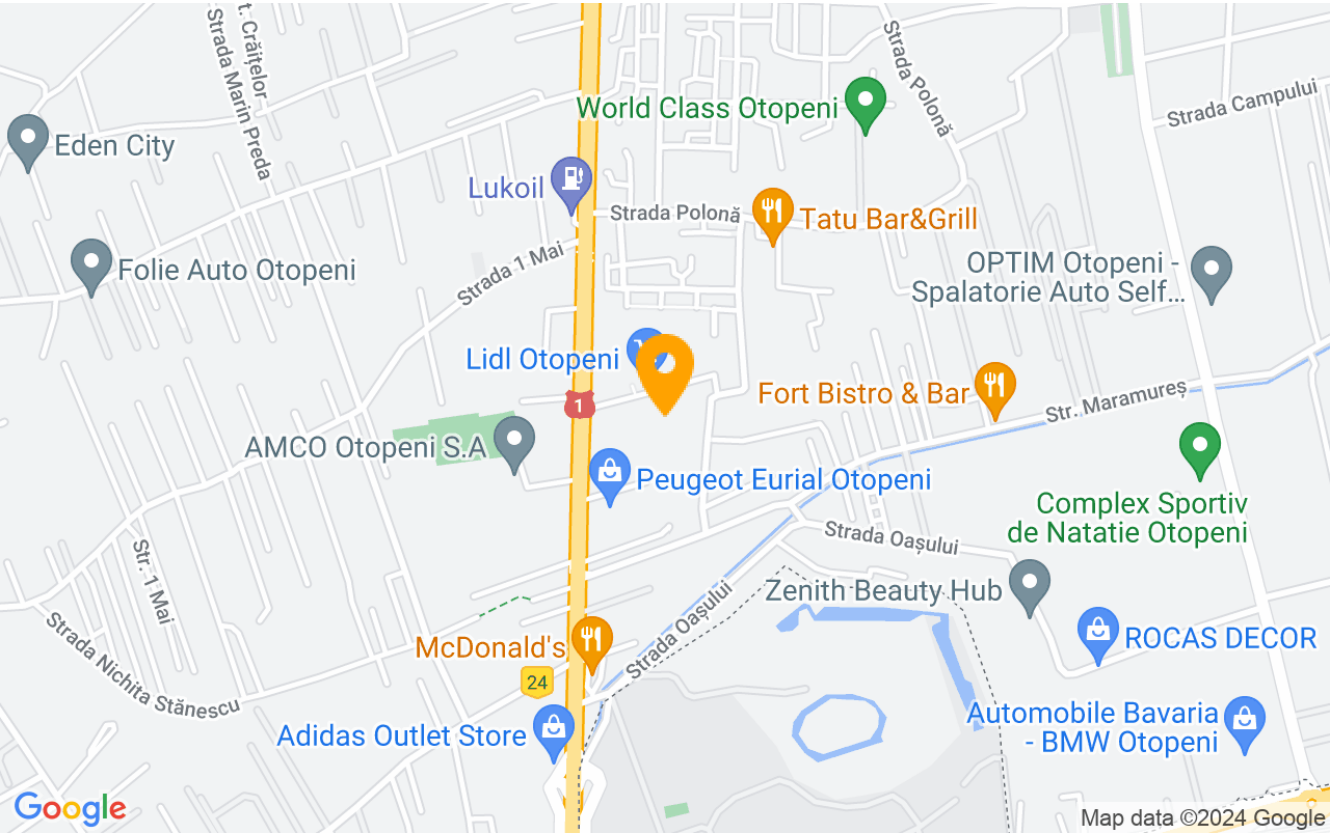 t. Crăițelor
Strada Marin Preda
Strada Polonă
World Class Otopeni
Strada Campului
Eden City
Lukoil
Strada Polonă
Tatu Bar&Grill
Strada 1 Mai
Folie Auto Otopeni
OPTIM Otopeni -
Spalatorie Auto Self...
Lidl Otopeni
Fort Bistro & Bar
Str. Maramureș
1
AMCO Otopeni S.A
Peugeot Eurial Otopeni
Complex Sportiv
de Natatie Otopeni
Strada Oașului
Str. 1 Mai
Zenith Beauty Hub
Strada Oașului
McDonald's
ROCAS DECOR
Strada Nichita Stănescu
24
Adidas Outlet Store
Automobile Bavaria
- BMW Otopeni
Google
Map data ©2024 Google